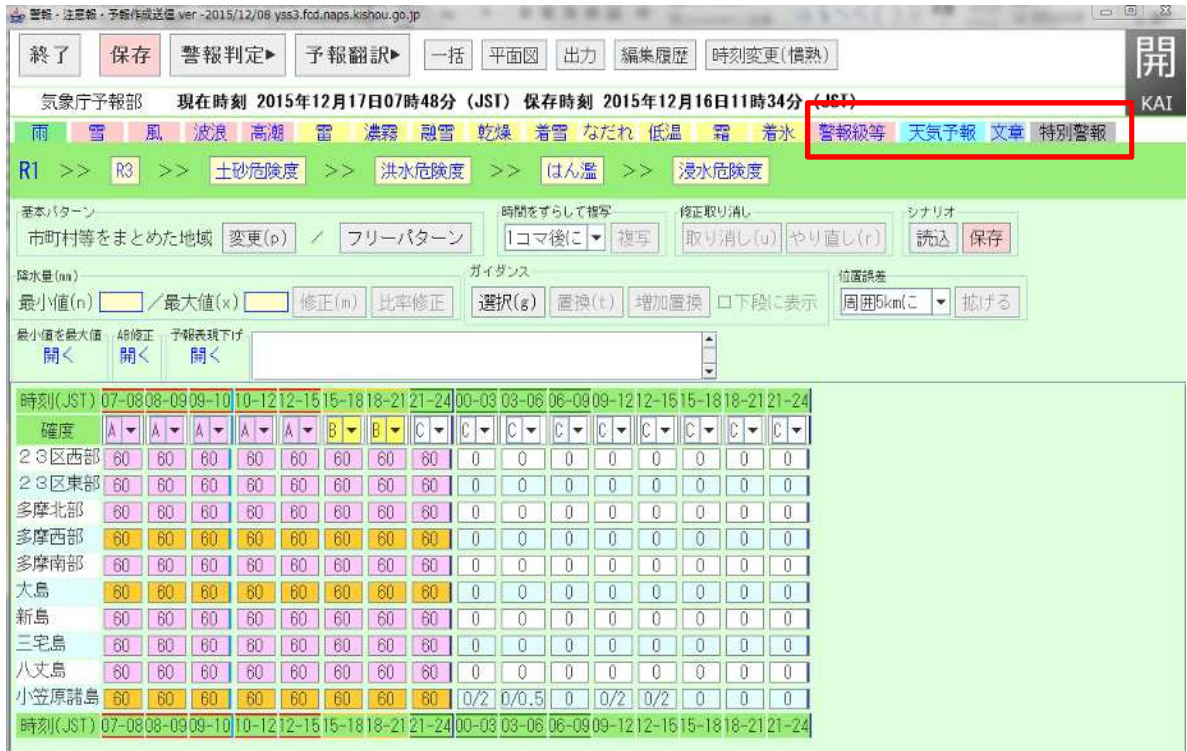 警報・注意報・予報作成送信 ver -2015/12/08 yss3.fcd.naps.kishou.go.jp
終了 保存 警報判定▶ 予報翻訳▶ 一括 平面図 出力 編集履歴 時刻変更(慣熟) 開
気象庁予報部 現在時刻 2015年12月17日07時48分 (JST) 保存時刻 2015年12月16日11時34分 (JST) KAI
雨 雪 風 波浪 高潮 雷 濃霧 融雪 乾燥 着雪 なだれ 低温 霜 着氷 警報級等 天気予報 文章 特別警報
R1 >> R3 >> 土砂危険度 >> 洪水危険度 >> はん濫 >> 浸水危険度
基本パターン 時間をずらして複写 修正取り消し シナリオ
市町村等をまとめた地域 変更(p) / フリーパターン 1コマ後に 複写 取り消し(u) やり直し(r) 読込 保存
降水量(mm) ガイダンス 位置誤差
最小値(n) /最大値(x) 修正(m) 比率修正 選択(g) 置換(t) 増加置換 口下段に表示 周囲5km(こ 拡げる
最小値を最大値 AB修正 予報表現下げ
開く 開く 開く
時刻(JST) 07-08 08-09 09-10 10-12 12-15 15-18 18-21 21-24 00-03 03-06 06-09 09-12 12-15 15-18 18-21 21-24
確度 A A A A A B B C C C C C C C C C
23区西部 60 60 60 60 60 60 60 60 0 0 0 0 0 0 0 0
23区東部 60 60 60 60 60 60 60 60 0 0 0 0 0 0 0 0
多摩北部 60 60 60 60 60 60 60 60 0 0 0 0 0 0 0 0
多摩西部 60 60 60 60 60 60 60 60 0 0 0 0 0 0 0 0
多摩南部 60 60 60 60 60 60 60 60 0 0 0 0 0 0 0 0
大島 60 60 60 60 60 60 60 60 0 0 0 0 0 0 0 0
新島 60 60 60 60 60 60 60 60 0 0 0 0 0 0 0 0
三宅島 60 60 60 60 60 60 60 60 0 0 0 0 0 0 0 0
八丈島 60 60 60 60 60 60 60 60 0 0 0 0 0 0 0 0
小笠原諸島 60 60 60 60 60 60 60 60 0/2 0/0.5 0 0/2 0/2 0 0 0
時刻(JST) 07-08 08-09 09-10 10-12 12-15 15-18 18-21 21-24 00-03 03-06 06-09 09-12 12-15 15-18 18-21 21-24